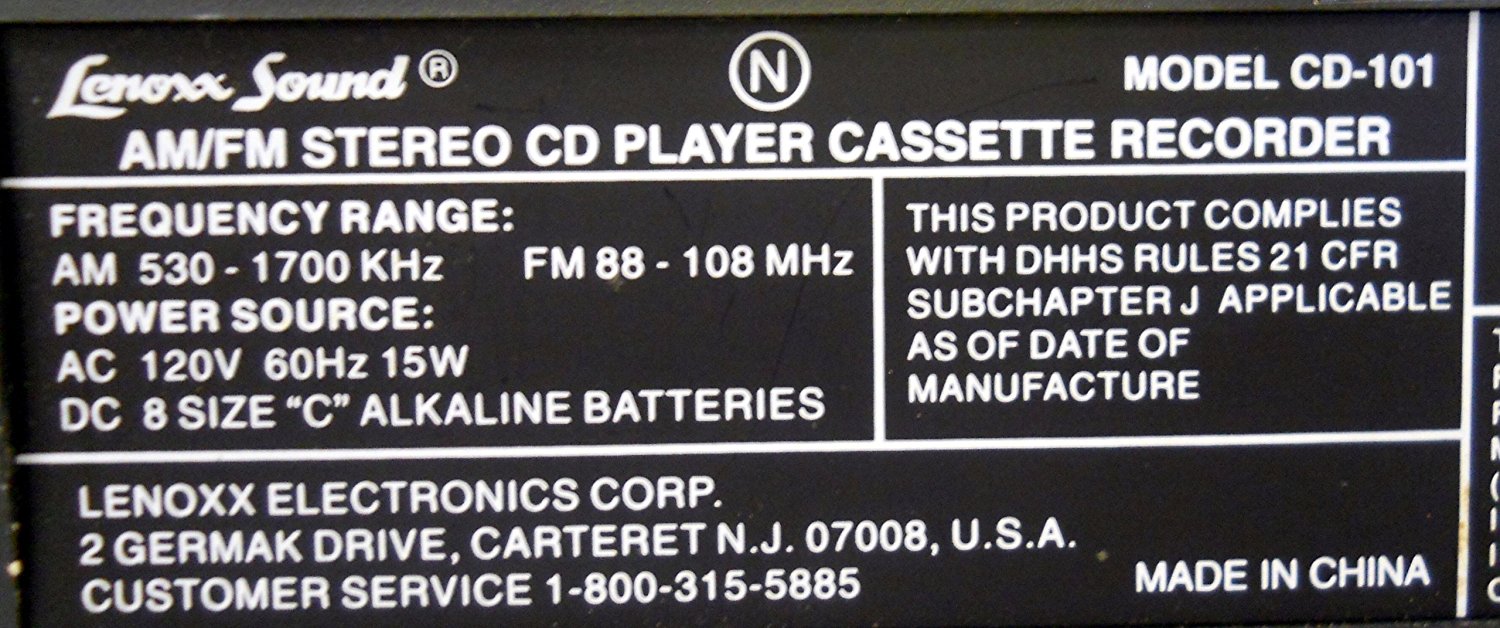 Lenoxx Sound ® N MODEL CD-101
AM/FM STEREO CD PLAYER CASSETTE RECORDER
FREQUENCY RANGE:
AM 530 - 1700 KHz FM 88 - 108 MHz
POWER SOURCE:
AC 120V 60Hz 15W
DC 8 SIZE “C” ALKALINE BATTERIES
THIS PRODUCT COMPLIES
WITH DHHS RULES 21 CFR
SUBCHAPTER J APPLICABLE
AS OF DATE OF
MANUFACTURE
LENOXX ELECTRONICS CORP.
2 GERMAK DRIVE, CARTERET N.J. 07008, U.S.A.
CUSTOMER SERVICE 1-800-315-5885
MADE IN CHINA